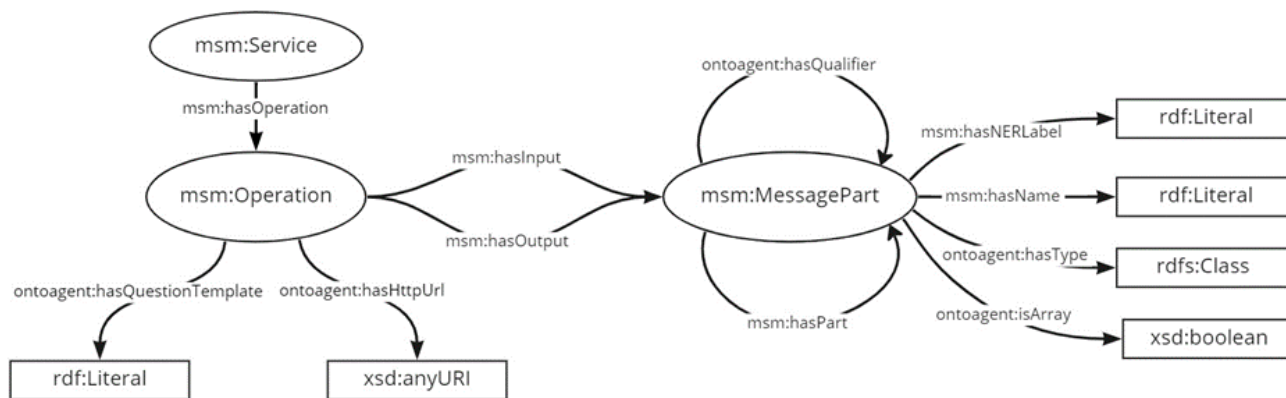 msm:Service
msm:hasOperation
msm:Operation
msm:hasInput
msm:hasOutput
ontoagent:hasQuestionTemplate
ontoagent:hasHttpUrl
rdf:Literal
xsd:anyURI
ontoagent:hasQualifier
msm:MessagePart
msm:hasPart
msm:hasNERLabel
rdf:Literal
msm:hasName
rdf:Literal
ontoagent:hasType
rdfs:Class
ontoagent:isArray
xsd:boolean